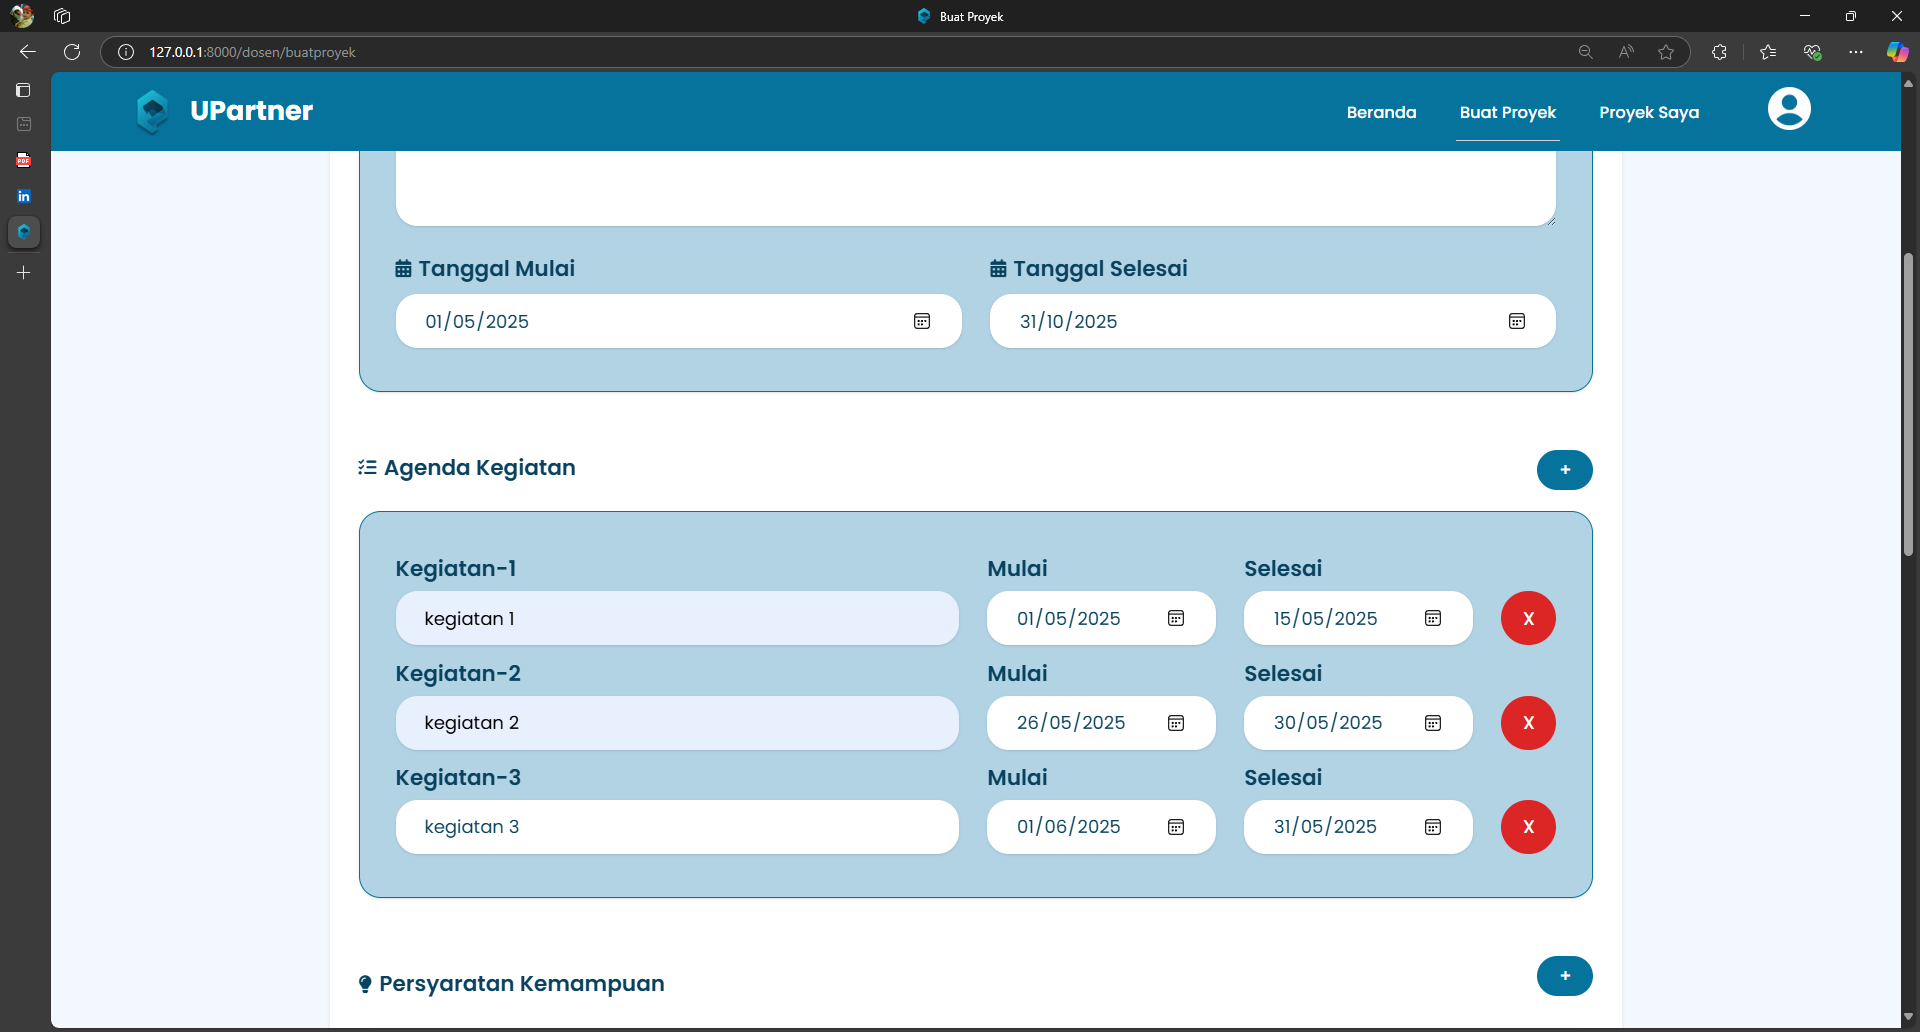 Buat Proyek
127.0.0.1:8000/dosen/buatproyek
UPartner
Beranda
Buat Proyek
Proyek Saya
Tanggal Mulai
Tanggal Selesai
01/05/2025
31/10/2025
Agenda Kegiatan
+
Kegiatan-1
Mulai
Selesai
kegiatan 1
01/05/2025
15/05/2025
X
Kegiatan-2
Mulai
Selesai
kegiatan 2
26/05/2025
30/05/2025
X
Kegiatan-3
Mulai
Selesai
kegiatan 3
01/06/2025
31/05/2025
X
Persyaratan Kemampuan
+